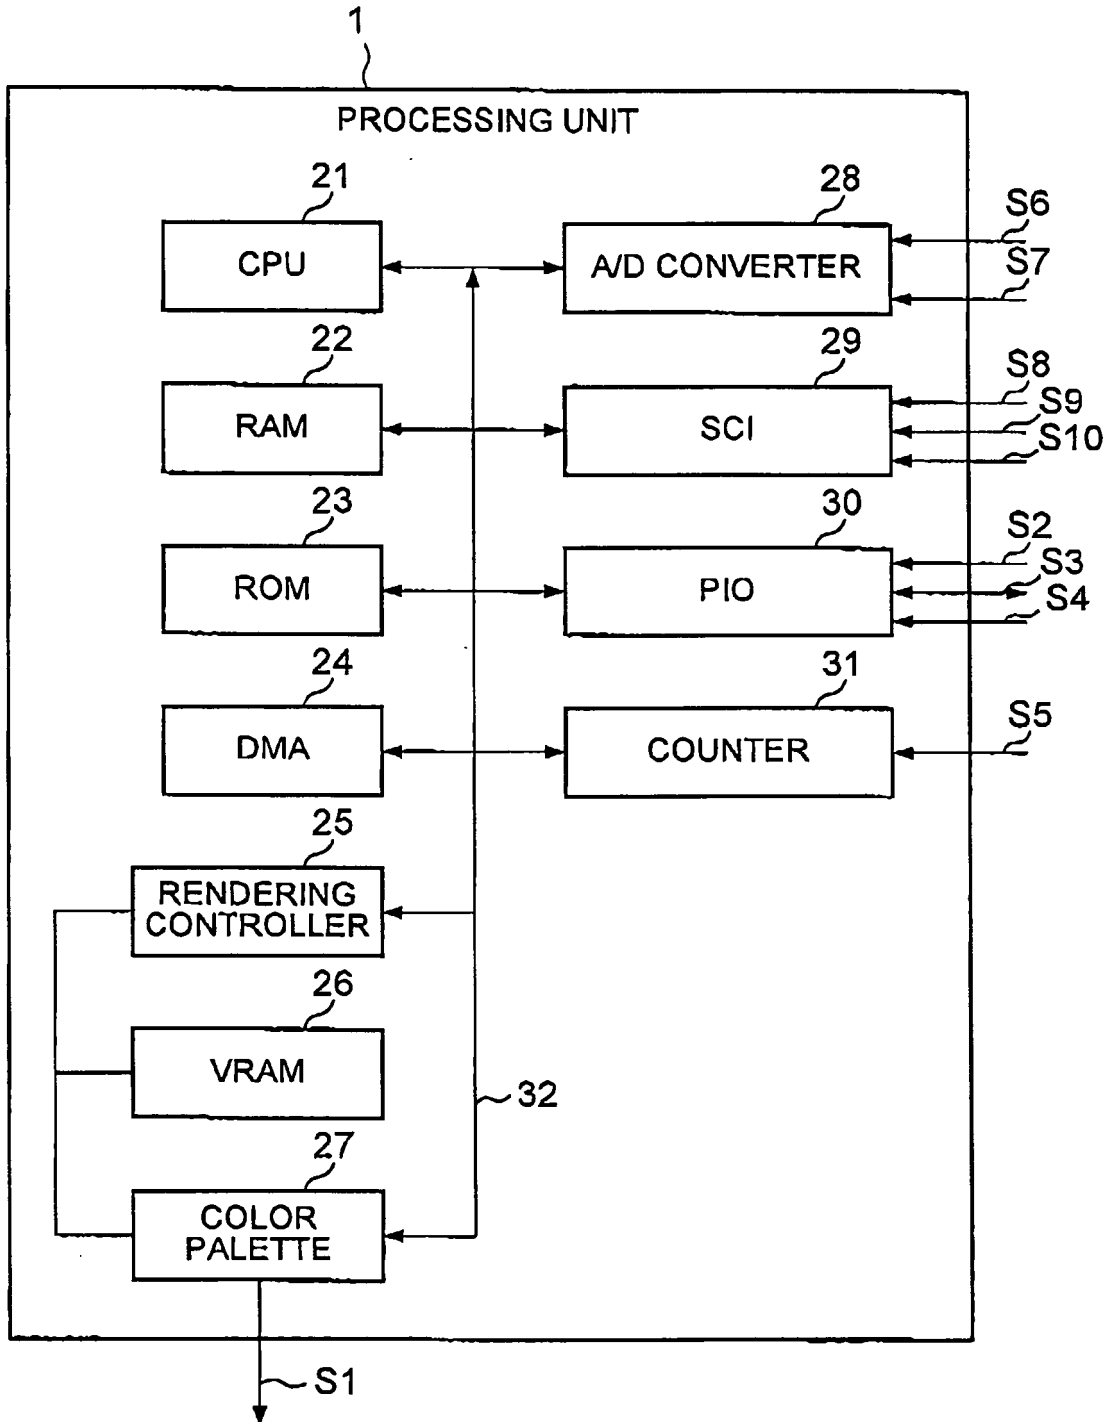 1
PROCESSING UNIT
21
CPU
28
A/D CONVERTER
S6
S7
22
RAM
29
SCI
S8
S9
S10
23
ROM
30
PIO
S2
S3
S4
24
DMA
31
COUNTER
S5
25
RENDERING
CONTROLLER
26
VRAM
32
27
COLOR
PALETTE
S1